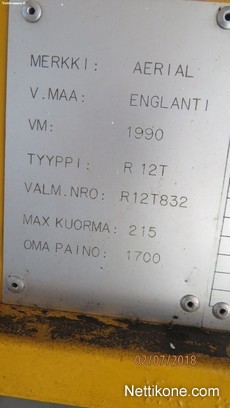 MERKKI: AERIAL
V.MAA: ENGLANTI
VM: 1990
TYYPPI: R 12T
VALM.NRO: R12T832
MAX KUORMA: 215
OMA PAINO: 1700
02/07/2018
Nettikone.com